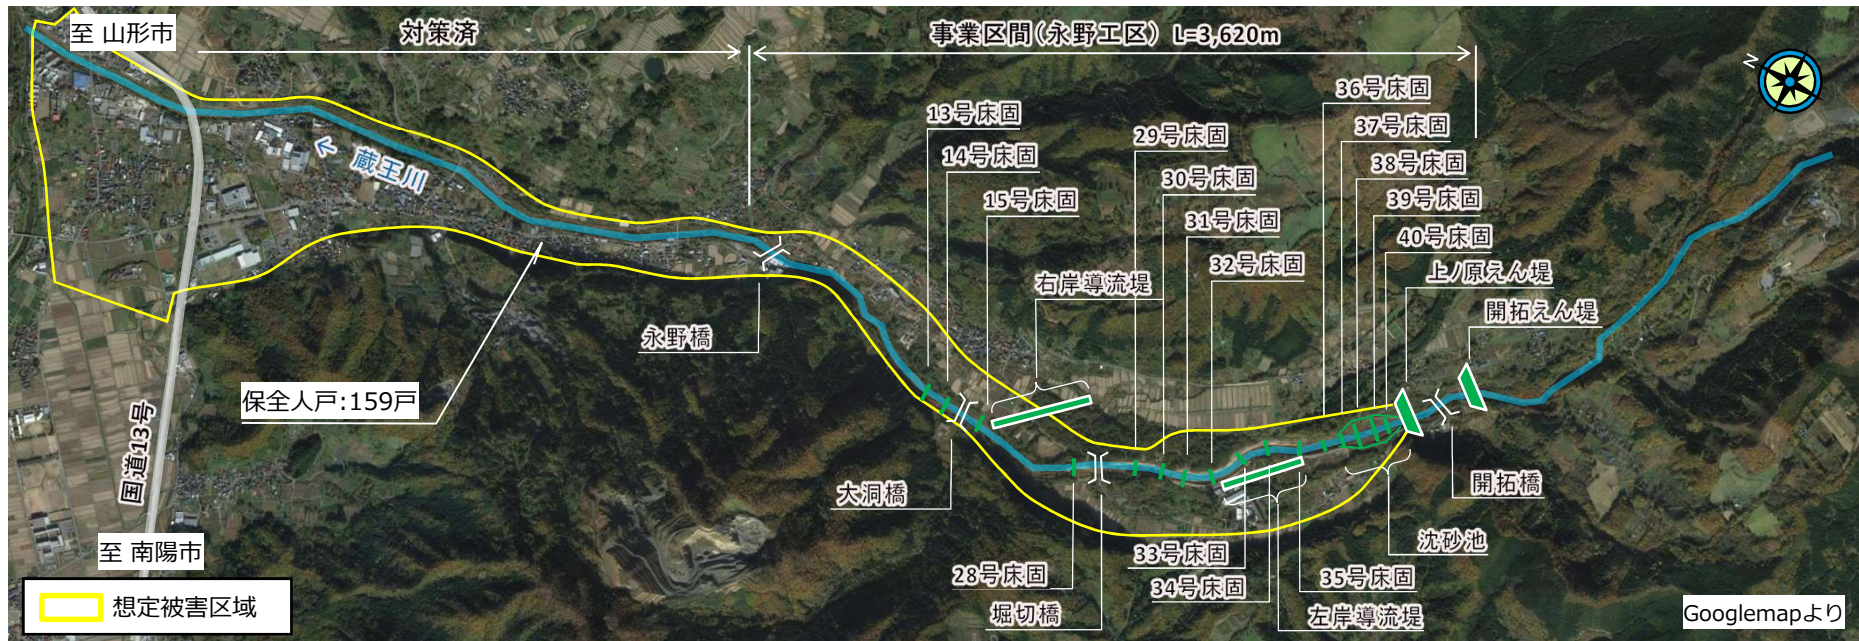 至 山形市
対策済
事業区間(永野工区) L=3,620m
N
36号床固
13号床固
37号床固
29号床固
14号床固
38号床固
30号床固
15号床固
39号床固
← 蔵王川
31号床固
40号床固
32号床固
上ノ原えん堤
右岸導流堤
開拓えん堤
永野橋
保全人戸:159戸
国道13号
大洞橋
開拓橋
沈砂池
至 南陽市
33号床固
28号床固
34号床固
35号床固
想定被害区域
堀切橋
左岸導流堤
Googlemapより